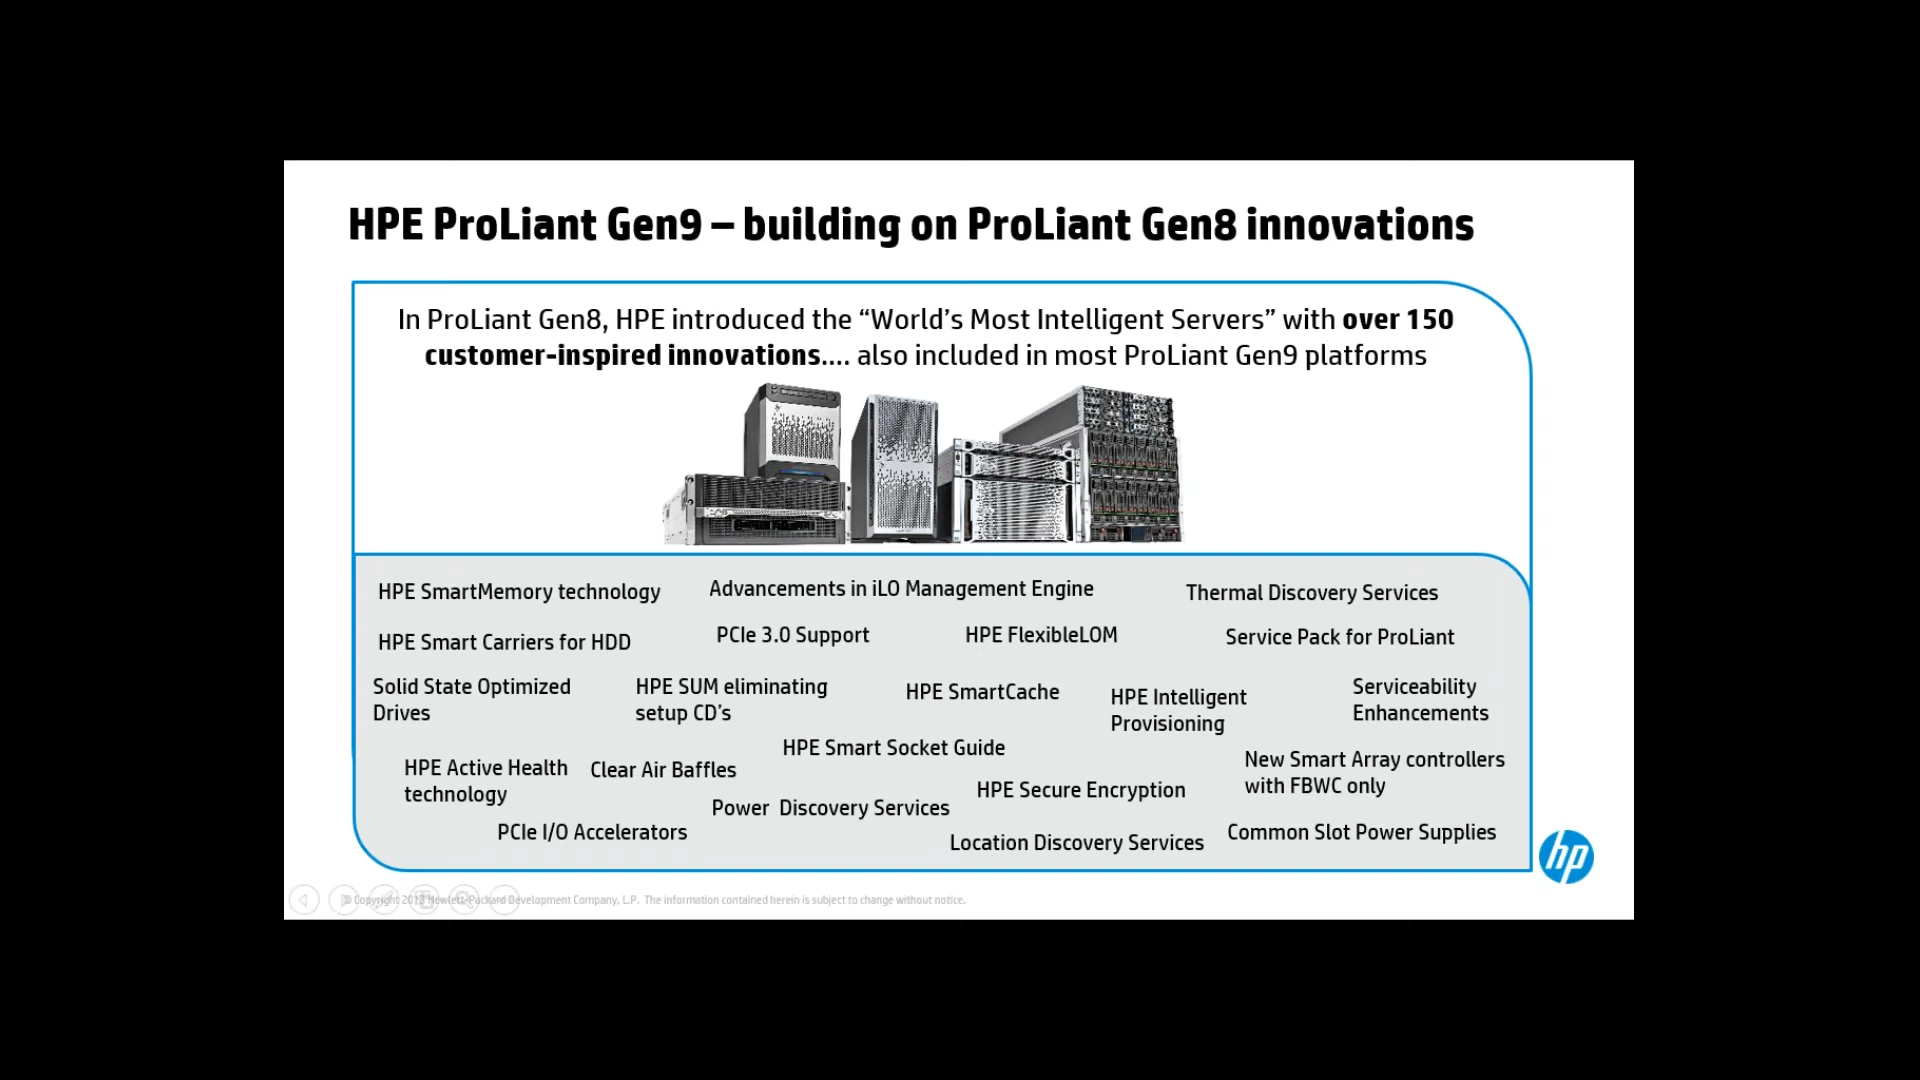 HPE ProLiant Gen9 – building on ProLiant Gen8 innovations
In ProLiant Gen8, HPE introduced the “World’s Most Intelligent Servers” with over 150
customer-inspired innovations.... also included in most ProLiant Gen9 platforms
HPE SmartMemory technology
Advancements in iLO Management Engine
Thermal Discovery Services
HPE Smart Carriers for HDD
PCIe 3.0 Support
HPE FlexibleLOM
Service Pack for ProLiant
Solid State Optimized
Drives
HPE SUM eliminating
setup CD’s
HPE SmartCache
HPE Intelligent
Provisioning
Serviceability
Enhancements
HPE Smart Socket Guide
HPE Active Health
technology
Clear Air Baffles
New Smart Array controllers
with FBWC only
HPE Secure Encryption
Power  Discovery Services
PCIe I/O Accelerators
Location Discovery Services
Common Slot Power Supplies
hp
© Copyright 2013 Hewlett-Packard Development Company, L.P.  The information contained herein is subject to change without notice.